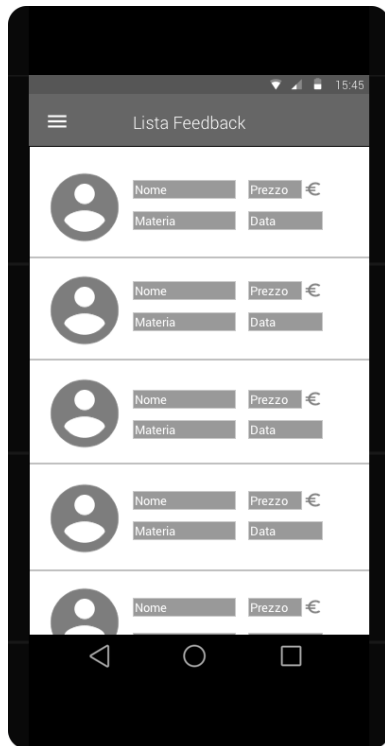 15:45
Lista Feedback
Nome Prezzo €
Materia Data
Nome Prezzo €
Materia Data
Nome Prezzo €
Materia Data
Nome Prezzo €
Materia Data
Nome Prezzo €